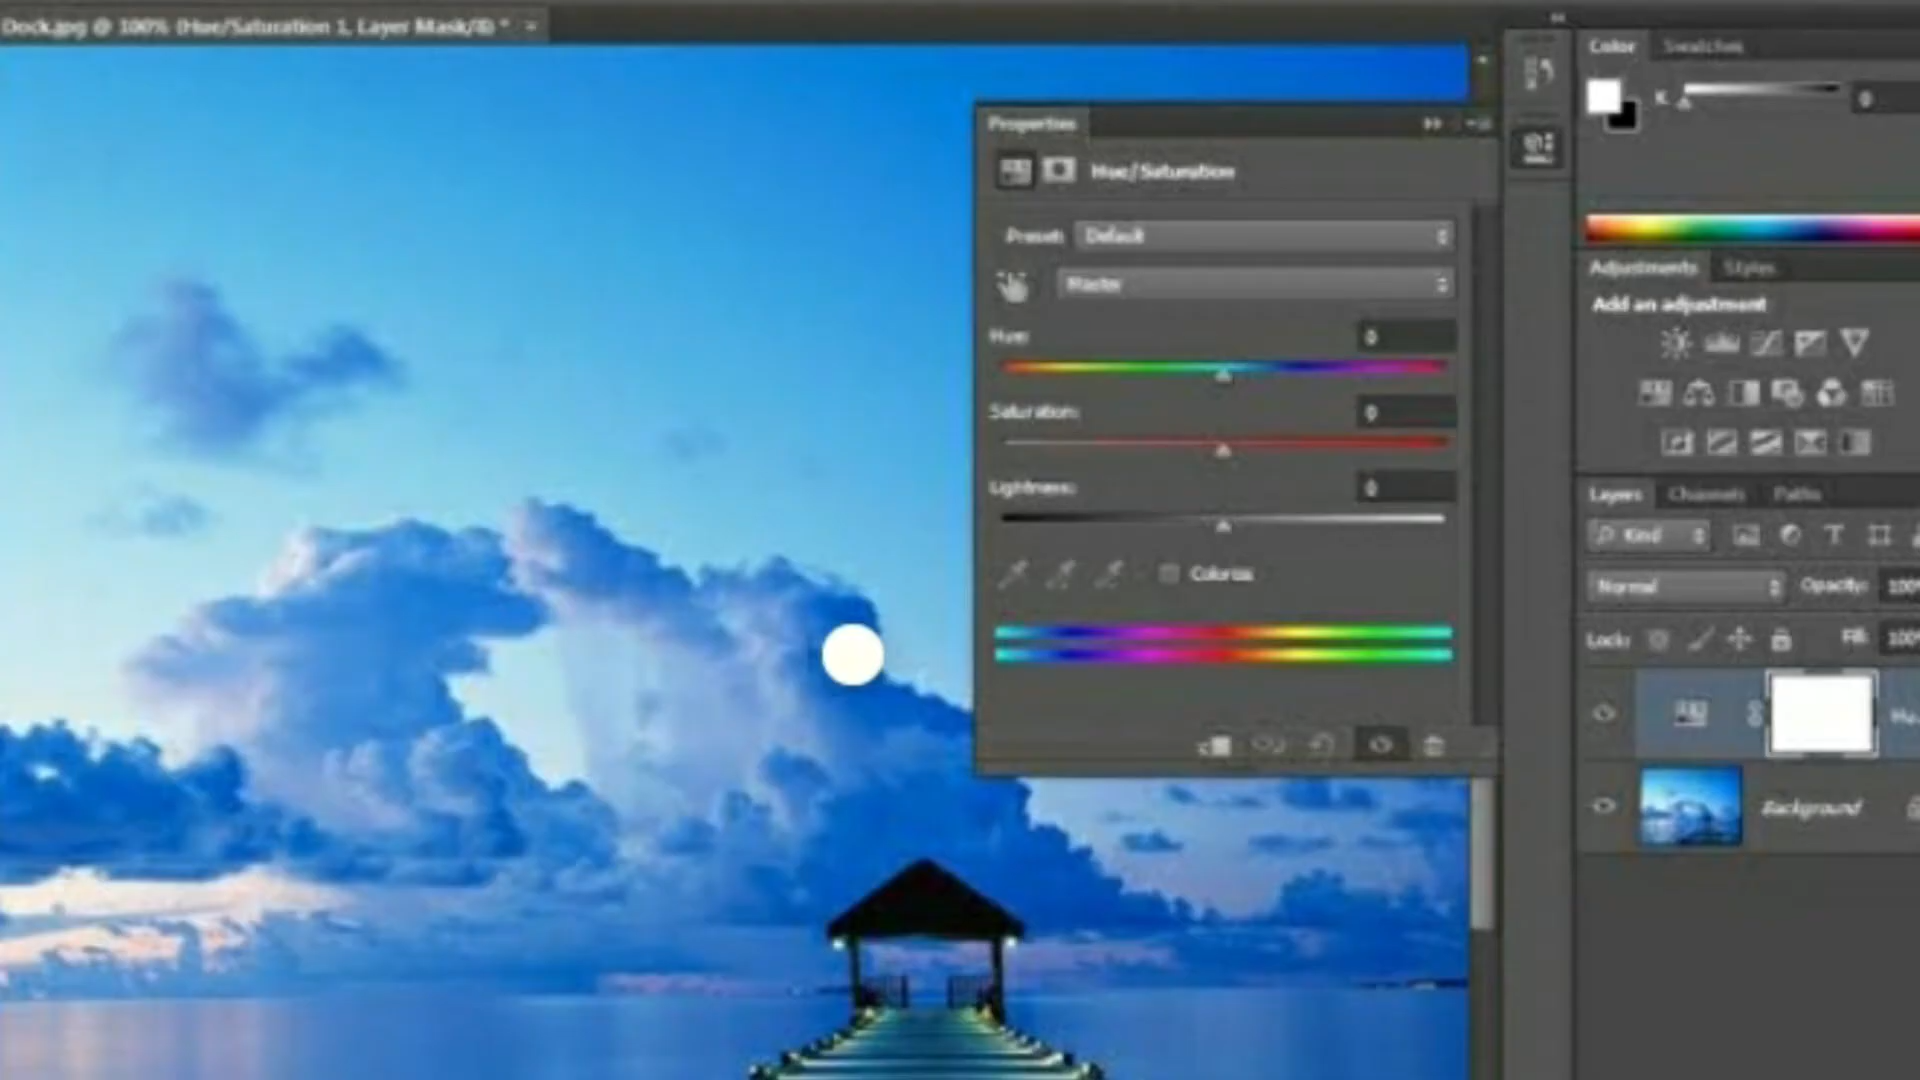 Dock.jpg @ 100% (Hue/Saturation 1, Layer Mask/8) *
Color Swatches
K 0
Properties
Hue/Saturation
Preset: Default
Master
Hue: 0
Saturation: 0
Lightness: 0
Colorize
Adjustments Styles
Add an adjustment
Layers Channels Paths
Kind
Normal Opacity: 100%
Lock: Fill: 100%
Hu...
Background